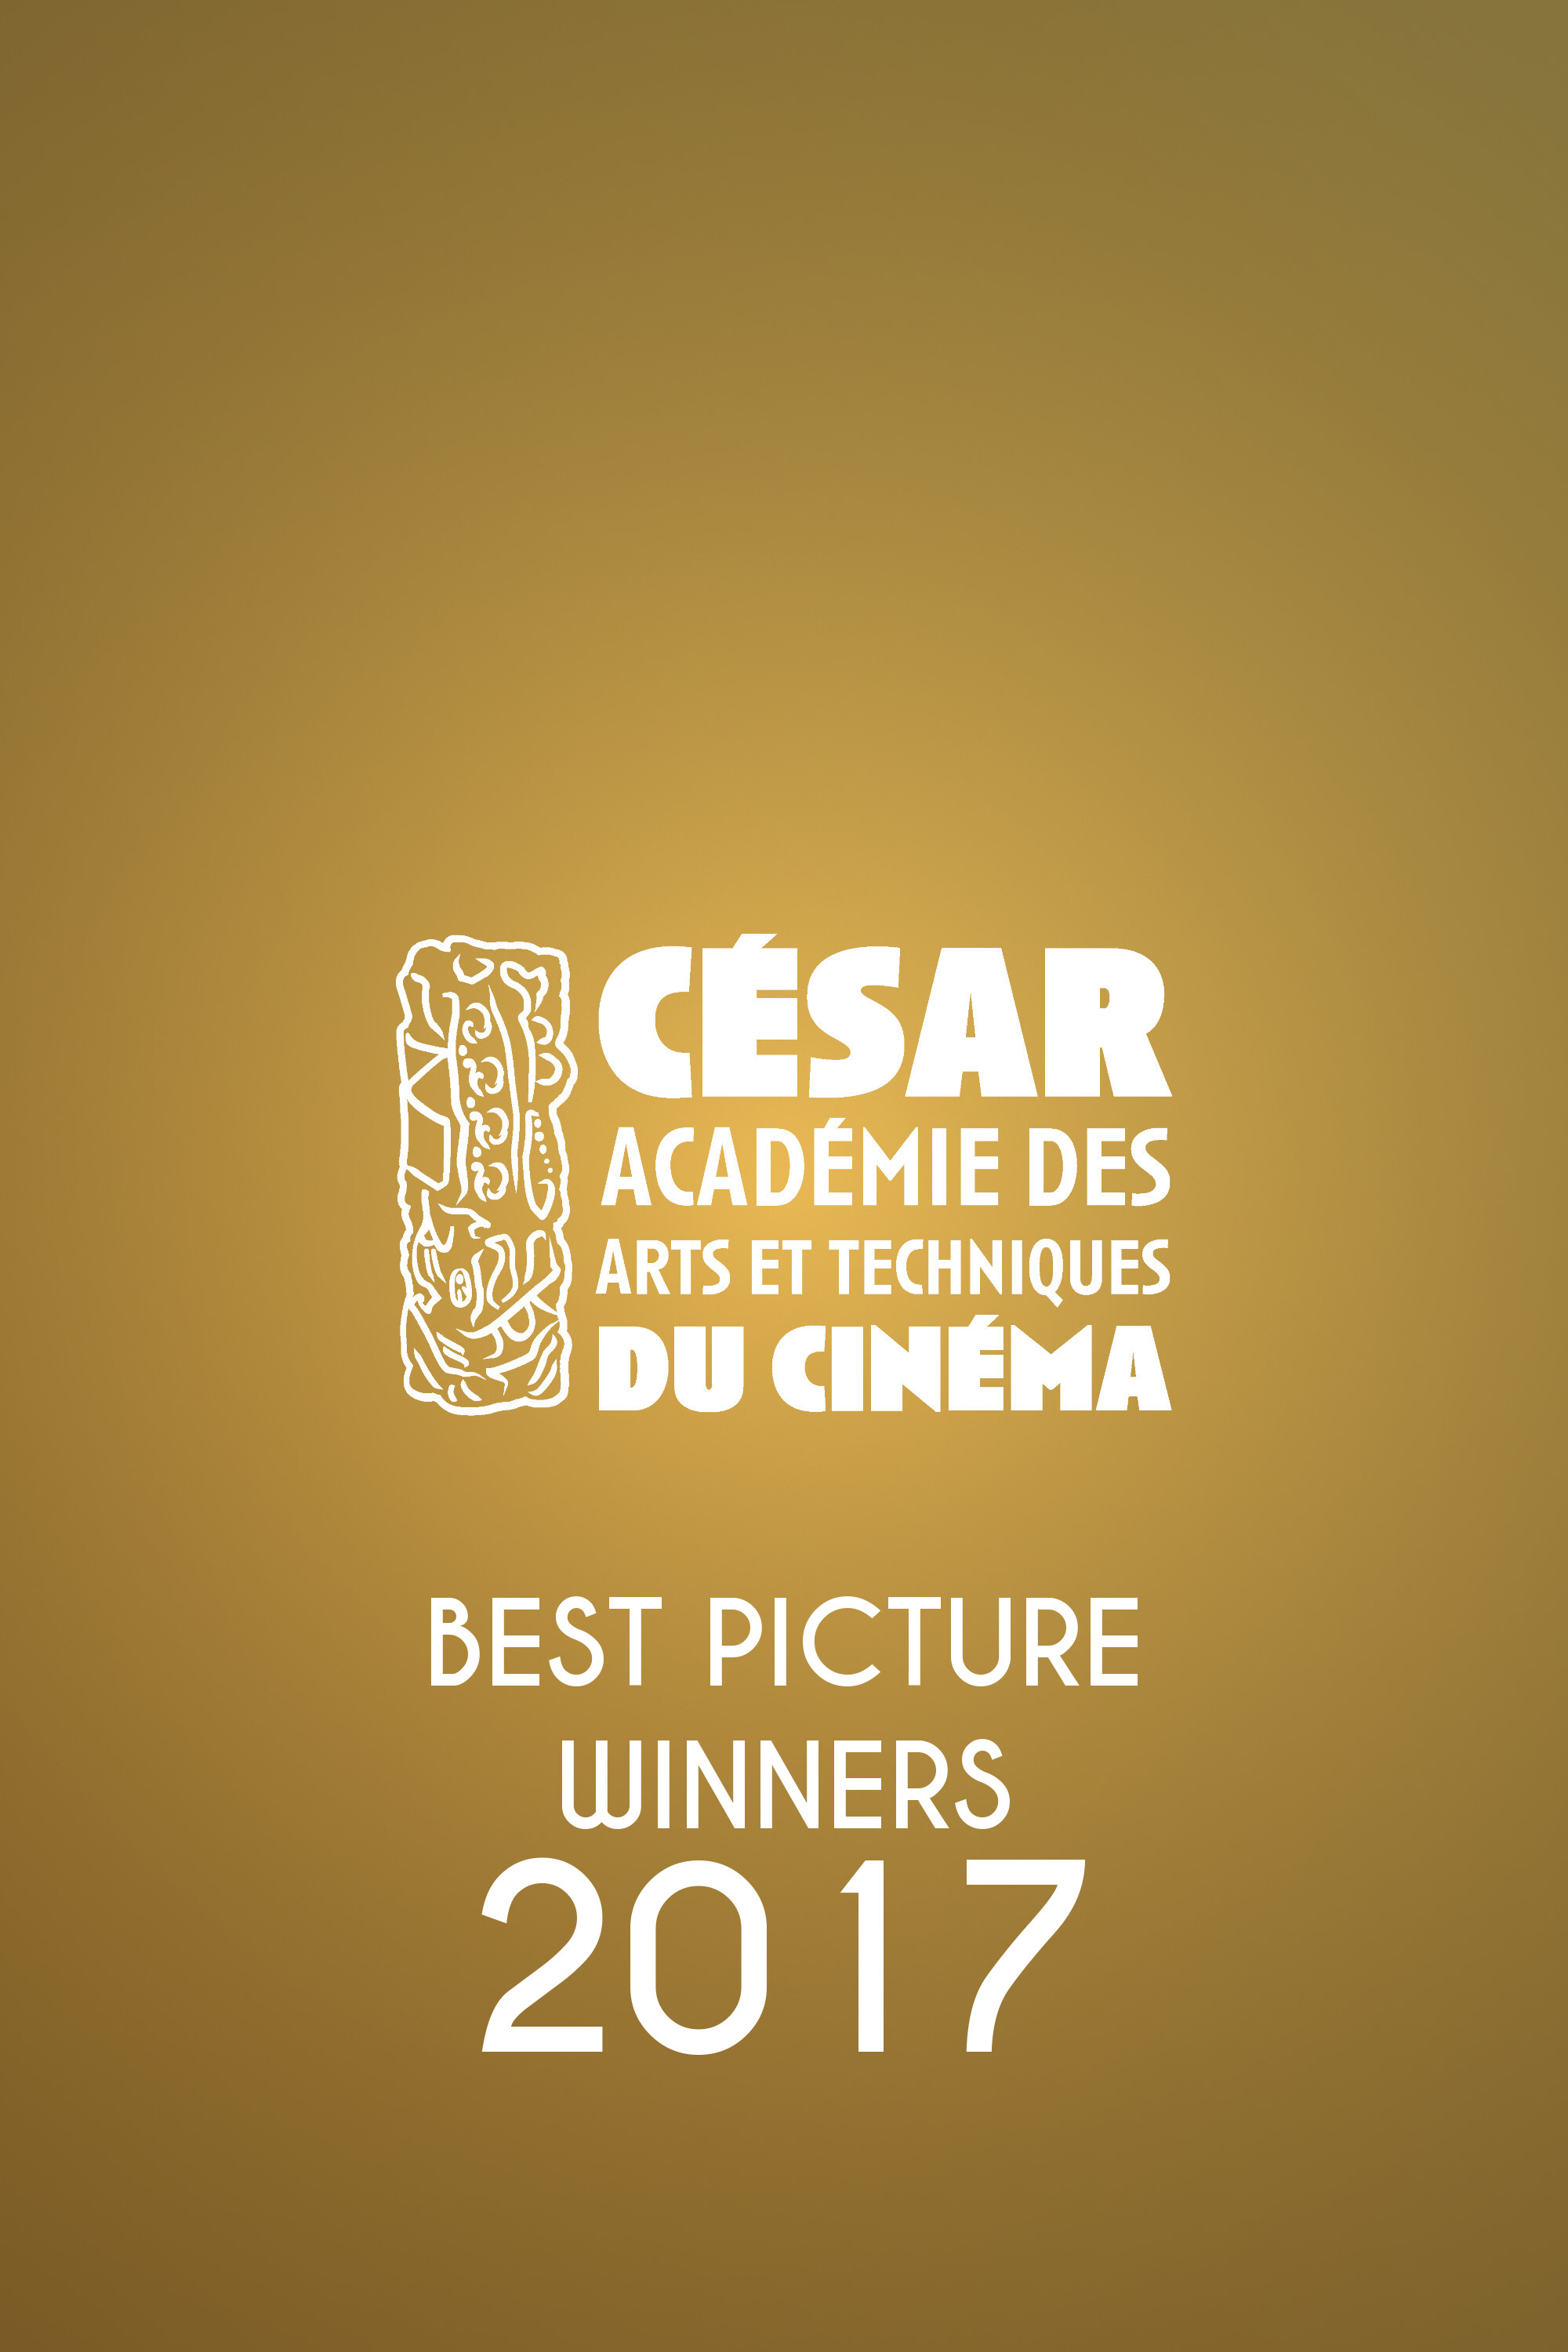 CÉSAR
ACADÉMIE DES
ARTS ET TECHNIQUES
DU CINÉMA
BEST PICTURE
WINNERS
2017